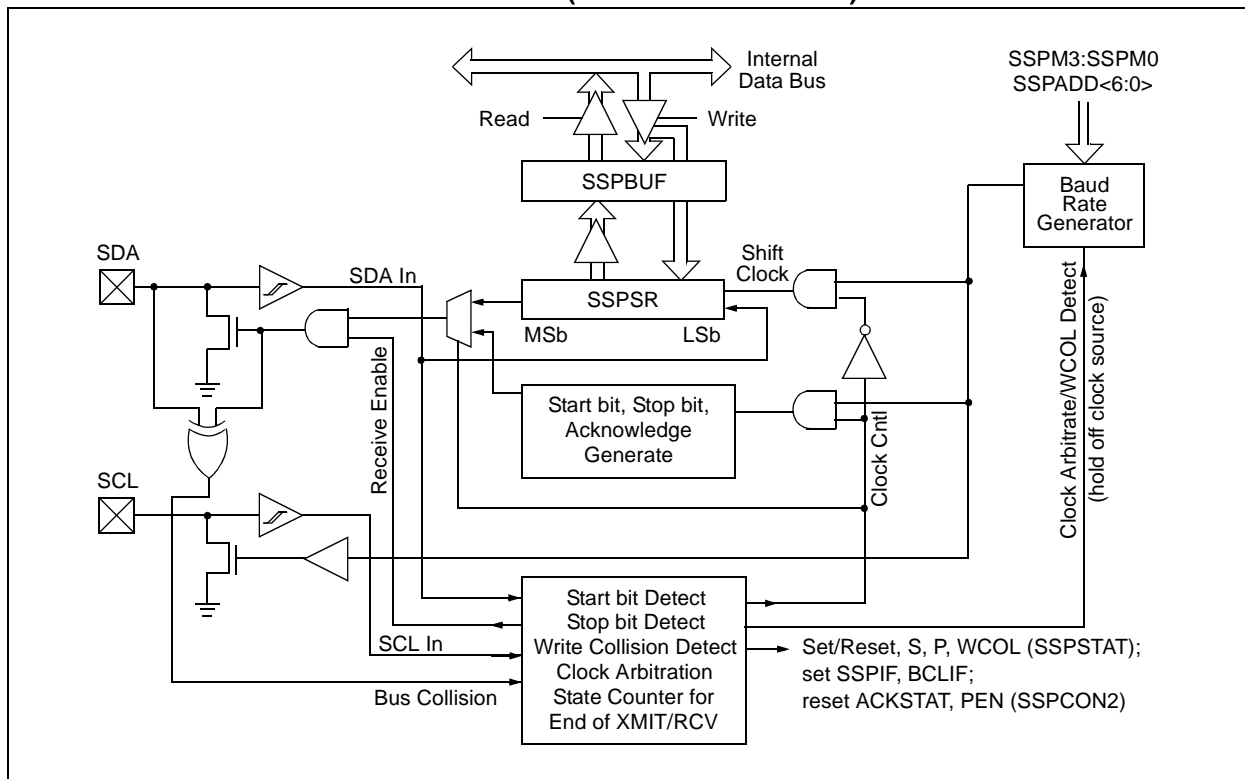 Internal
Data Bus
SSPM3:SSPM0
SSPADD<6:0>
Read
Write
SSPBUF
Baud
Rate
Generator
SDA
SDA In
Shift
Clock
SSPSR
MSb
LSb
Start bit, Stop bit,
Acknowledge
Generate
Receive Enable
Clock Cntl
Clock Arbitrate/WCOL Detect
(hold off clock source)
SCL
SCL In
Bus Collision
Start bit Detect
Stop bit Detect
Write Collision Detect
Clock Arbitration
State Counter for
End of XMIT/RCV
Set/Reset, S, P, WCOL (SSPSTAT);
set SSPIF, BCLIF;
reset ACKSTAT, PEN (SSPCON2)